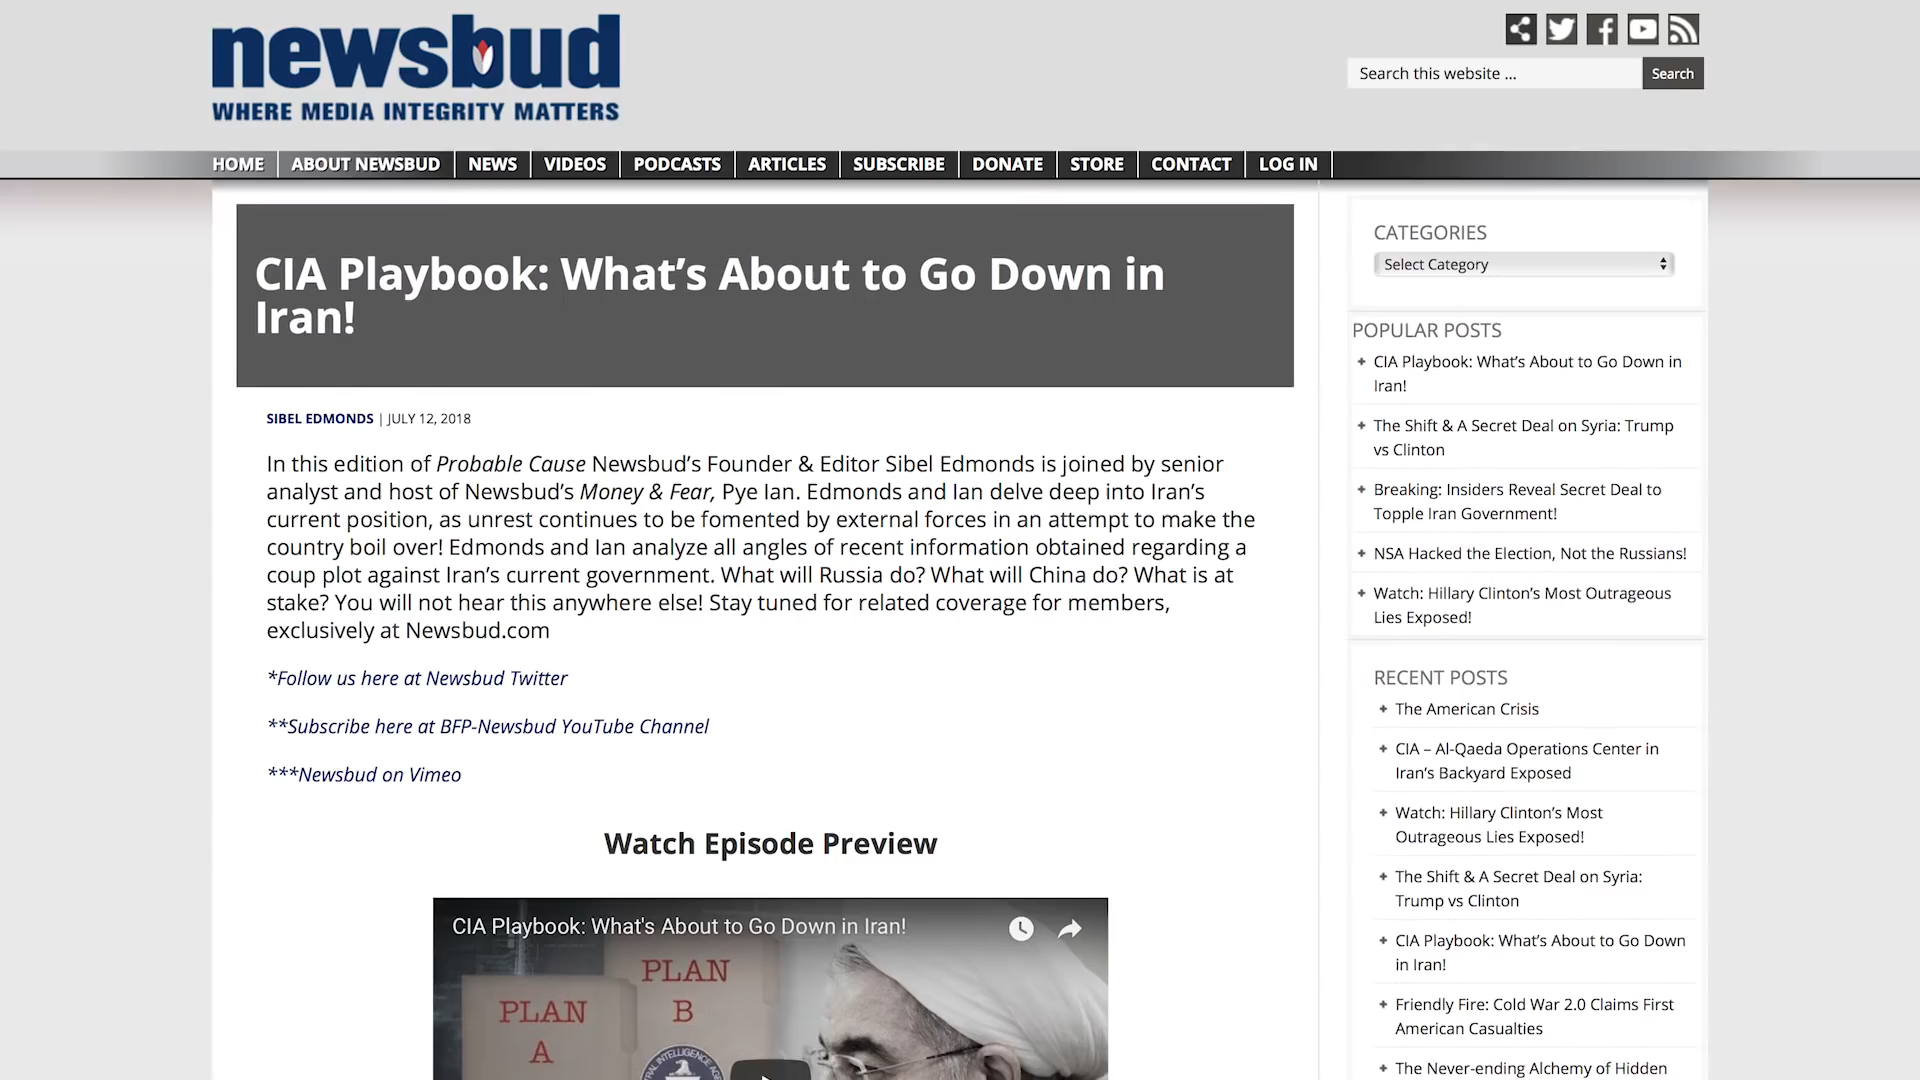 newsbud
WHERE MEDIA INTEGRITY MATTERS
Search this website ...
Search
HOME
ABOUT NEWSBUD
NEWS
VIDEOS
PODCASTS
ARTICLES
SUBSCRIBE
DONATE
STORE
CONTACT
LOG IN
CIA Playbook: What’s About to Go Down in
Iran!
SIBEL EDMONDS | JULY 12, 2018
In this edition of Probable Cause Newsbud’s Founder & Editor Sibel Edmonds is joined by senior
analyst and host of Newsbud’s Money & Fear, Pye Ian. Edmonds and Ian delve deep into Iran’s
current position, as unrest continues to be fomented by external forces in an attempt to make the
country boil over! Edmonds and Ian analyze all angles of recent information obtained regarding a
coup plot against Iran’s current government. What will Russia do? What will China do? What is at
stake? You will not hear this anywhere else! Stay tuned for related coverage for members,
exclusively at Newsbud.com
*Follow us here at Newsbud Twitter
**Subscribe here at BFP-Newsbud YouTube Channel
***Newsbud on Vimeo
Watch Episode Preview
CIA Playbook: What's About to Go Down in Iran!
PLAN
A
PLAN
B
CATEGORIES
Select Category
POPULAR POSTS
CIA Playbook: What’s About to Go Down in
Iran!
The Shift & A Secret Deal on Syria: Trump
vs Clinton
Breaking: Insiders Reveal Secret Deal to
Topple Iran Government!
NSA Hacked the Election, Not the Russians!
Watch: Hillary Clinton’s Most Outrageous
Lies Exposed!
RECENT POSTS
The American Crisis
CIA – Al-Qaeda Operations Center in
Iran’s Backyard Exposed
Watch: Hillary Clinton’s Most
Outrageous Lies Exposed!
The Shift & A Secret Deal on Syria:
Trump vs Clinton
CIA Playbook: What’s About to Go Down
in Iran!
Friendly Fire: Cold War 2.0 Claims First
American Casualties
The Never-ending Alchemy of Hidden